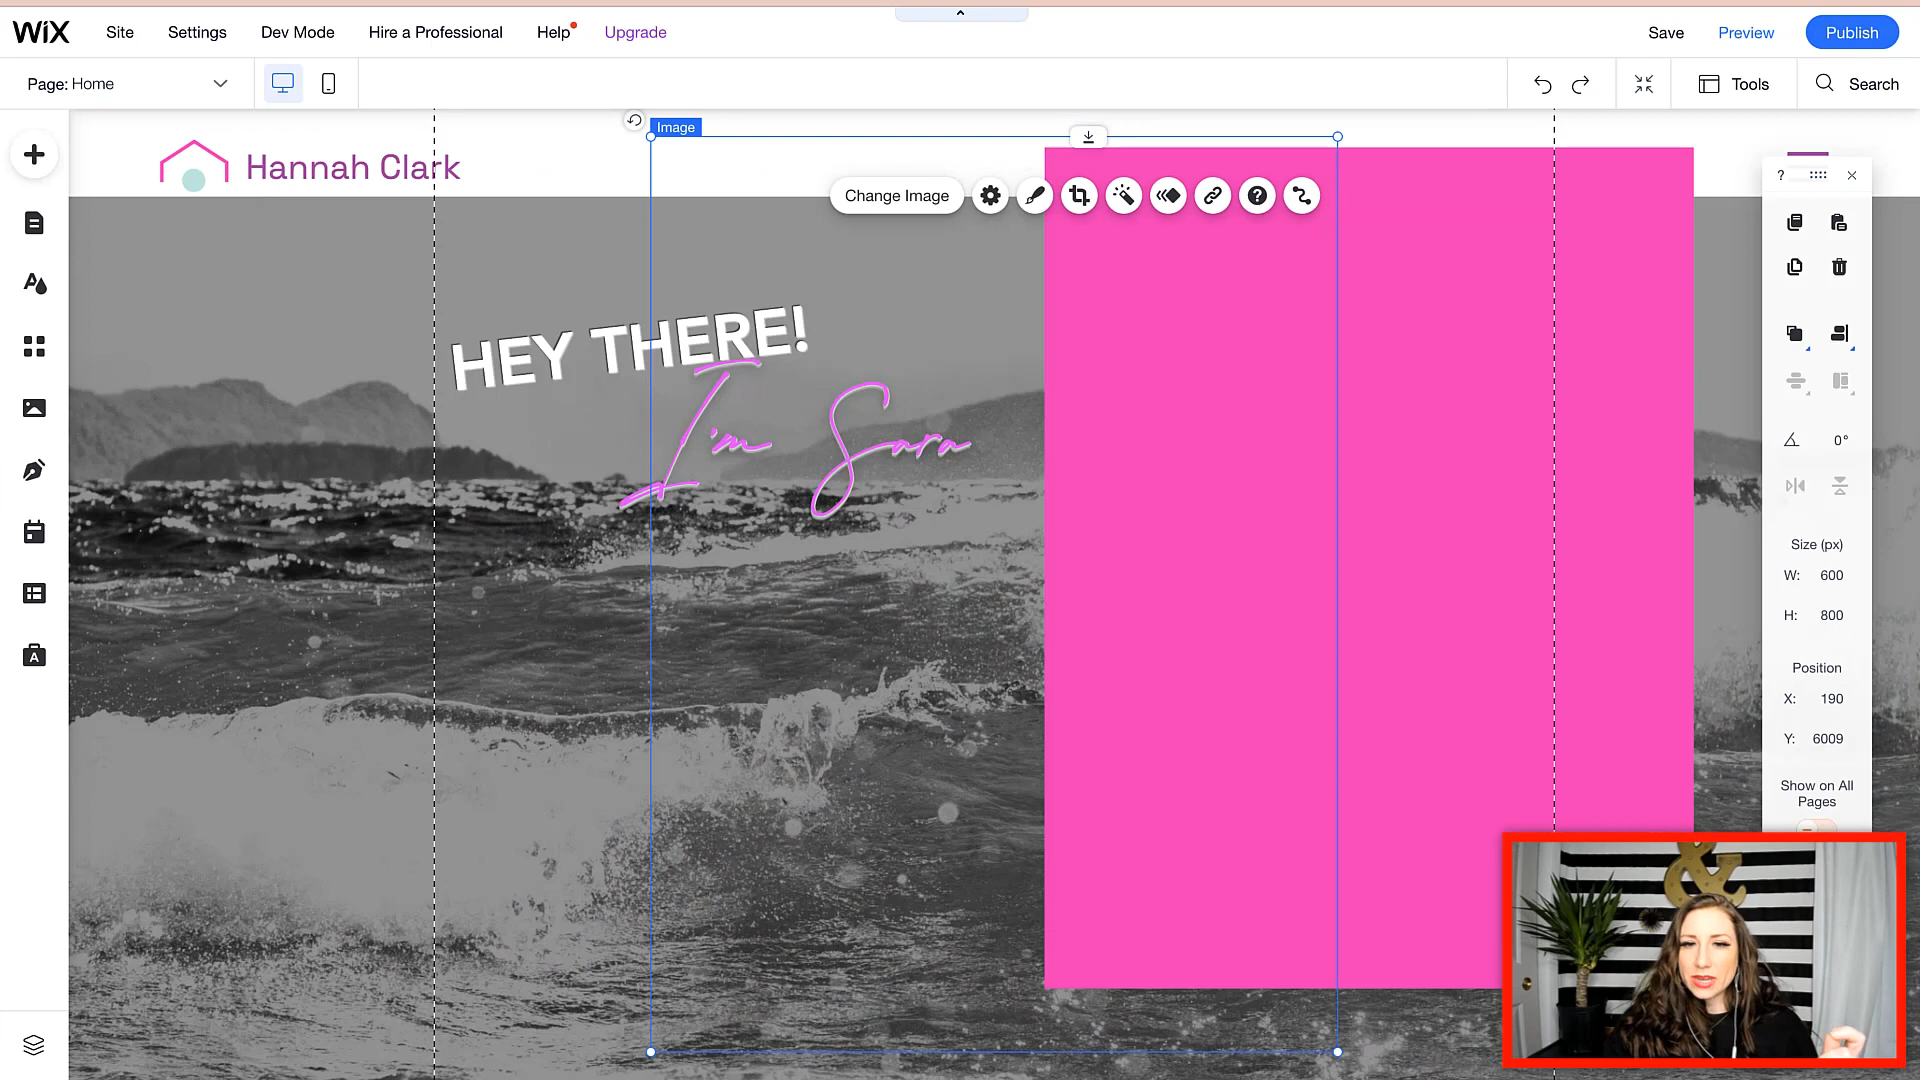 WiX Site Settings Dev Mode Hire a Professional Help Upgrade Save Preview Publish
Page: Home Tools Search
Image
Hannah Clark
Change Image
?
HEY THERE!
I'm Sara
0°
Size (px)
W: 600
H: 800
Position
X: 190
Y: 6009
Show on All
Pages
&